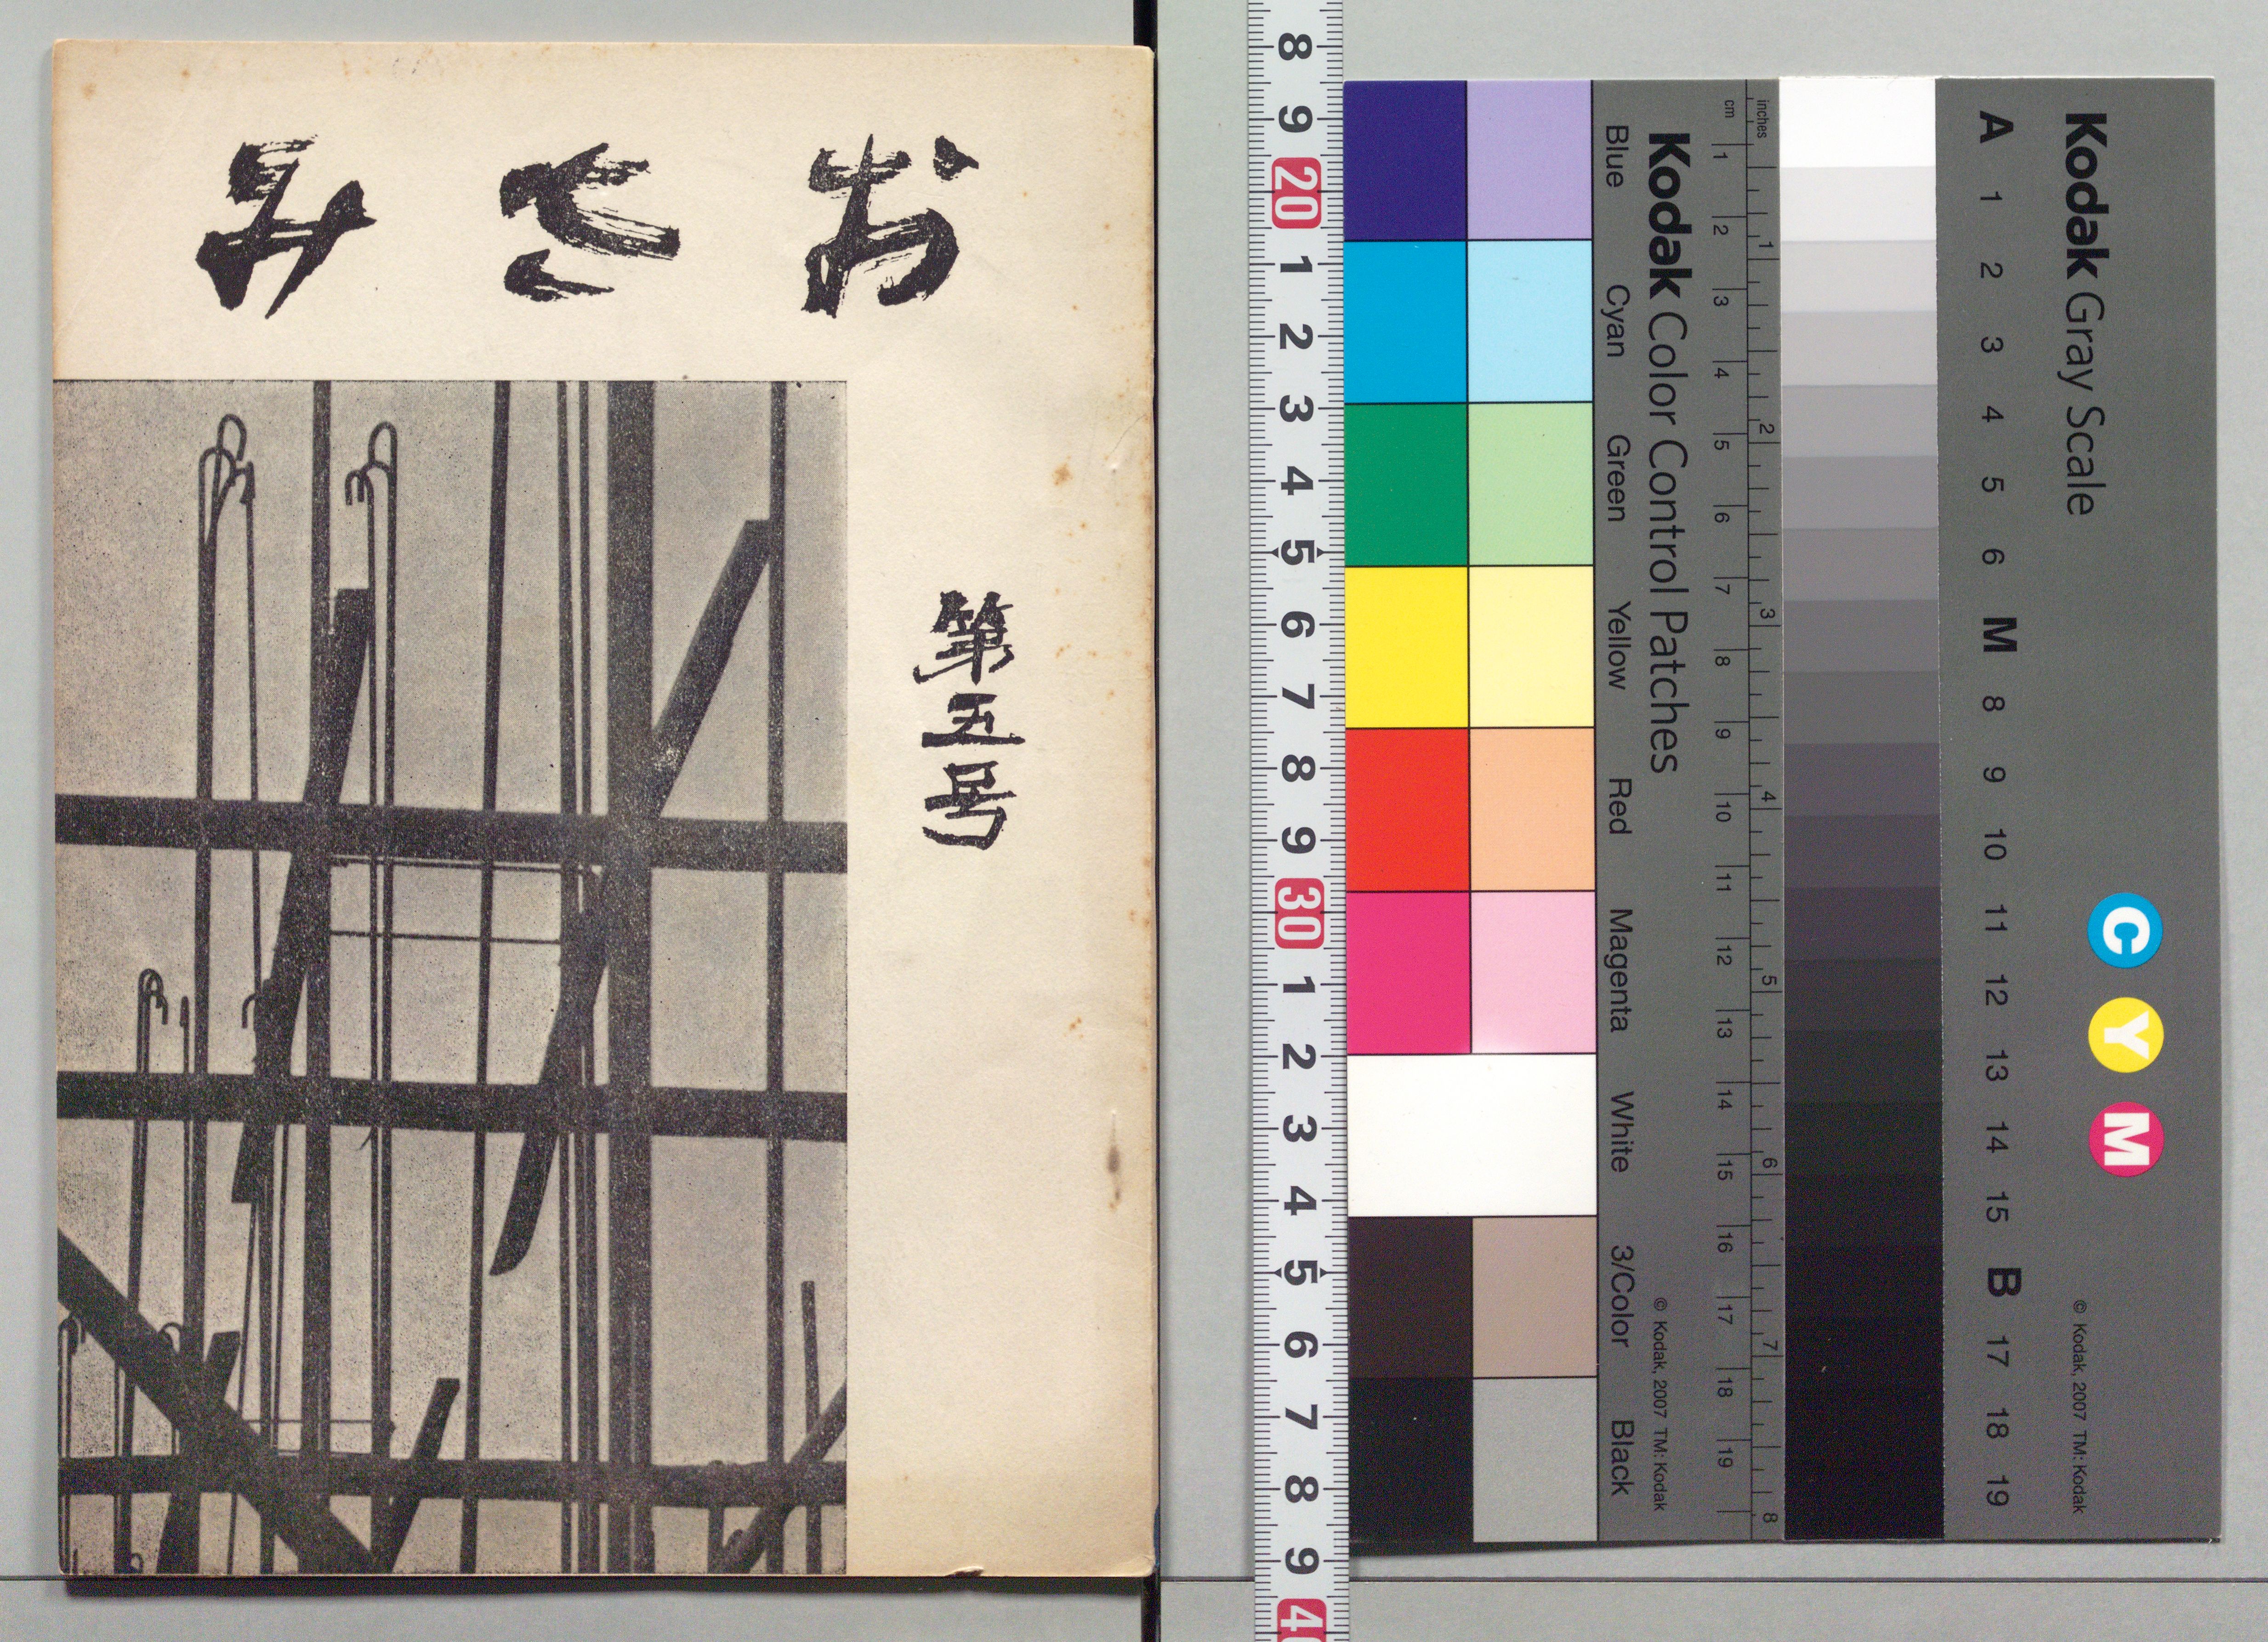 第五号
8 9 20 1 2 3 4 5 6 7 8 9 30 1 2 3 4 5 6 7 8 9 40
Kodak Color Control Patches
© Kodak, 2007 TM: Kodak
Blue Cyan Green Yellow Red Magenta White 3/Color Black
inches 1 2 3 4 5 6 7 8
cm 1 2 3 4 5 6 7 8 9 10 11 12 13 14 15 16 17 18 19
Kodak Gray Scale
C Y M
© Kodak, 2007 TM: Kodak
A 1 2 3 4 5 6 M 8 9 10 11 12 13 14 15 B 17 18 19